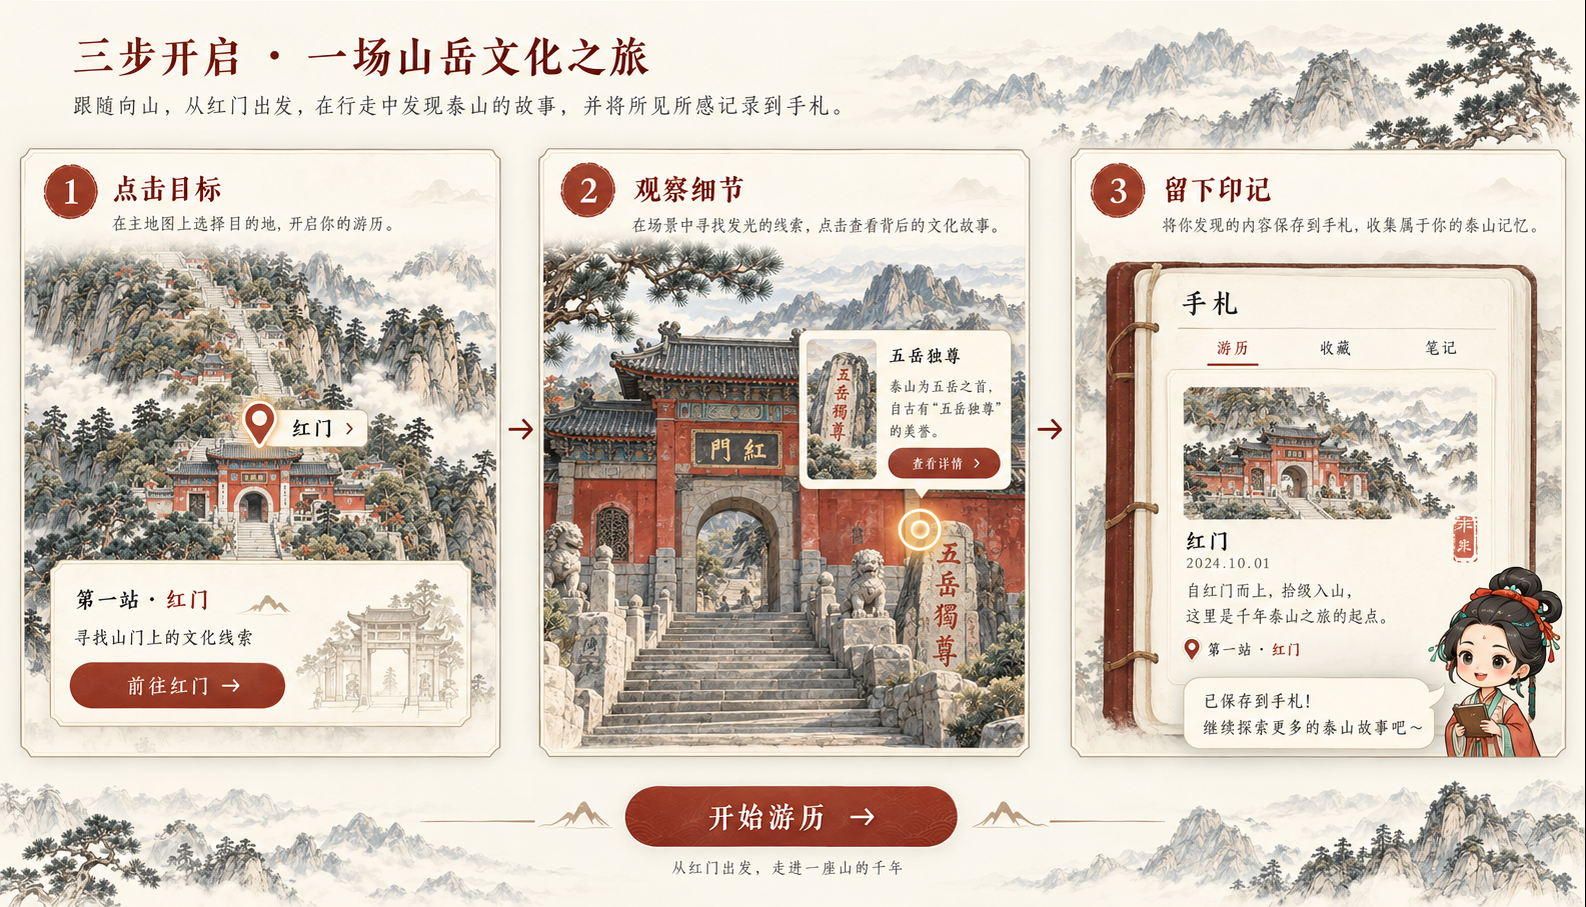 三步开启 · 一场山岳文化之旅
跟随向山，从红门出发，在行走中发现泰山的故事，并将所见所感记录到手札。
1
点击目标
在主地图上选择目的地，开启你的游历。
红门 >
第一站 · 红门
寻找山门上的文化线索
前往红门 →
→
2
观察细节
在场景中寻找发光的线索，点击查看背后的文化故事。
門紅
五岳獨尊
五岳独尊
泰山为五岳之首，
自古有“五岳独尊”
的美誉。
查看详情 >
五岳獨尊
→
3
留下印记
将你发现的内容保存到手札，收集属于你的泰山记忆。
手札
游历
收藏
笔记
红门
2024.10.01
自红门而上，拾级入山，
这里是千年泰山之旅的起点。
第一站 · 红门
已保存到手札！
继续探索更多的泰山故事吧～
开始游历 →
从红门出发，走进一座山的千年